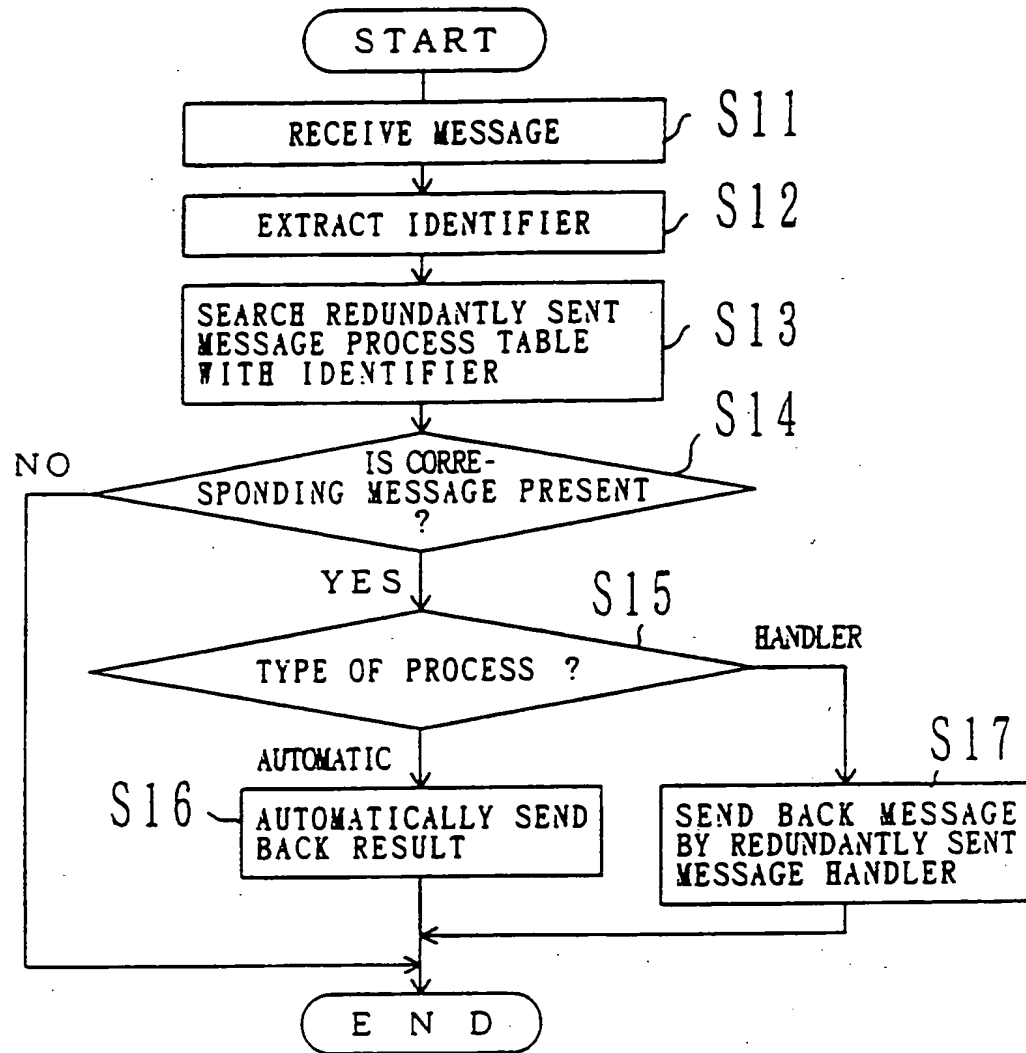 START
RECEIVE MESSAGE
S11
EXTRACT IDENTIFIER
S12
SEARCH REDUNDANTLY SENT
MESSAGE PROCESS TABLE
WITH IDENTIFIER
S13
S14
IS CORRE-
SPONDING MESSAGE PRESENT
?
NO
YES
S15
TYPE OF PROCESS ?
HANDLER
AUTOMATIC
S16
AUTOMATICALLY SEND
BACK RESULT
S17
SEND BACK MESSAGE
BY REDUNDANTLY SENT
MESSAGE HANDLER
END